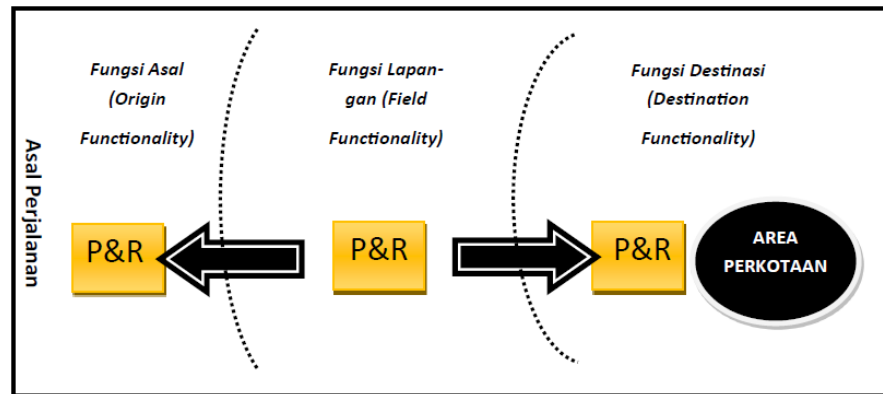 Fungsi Asal
(Origin
Functionality)
Fungsi Lapan-
gan (Field
Functionality)
Fungsi Destinasi
(Destination
Functionality)
Asal Perjalanan
P&R
P&R
P&R
AREA
PERKOTAAN